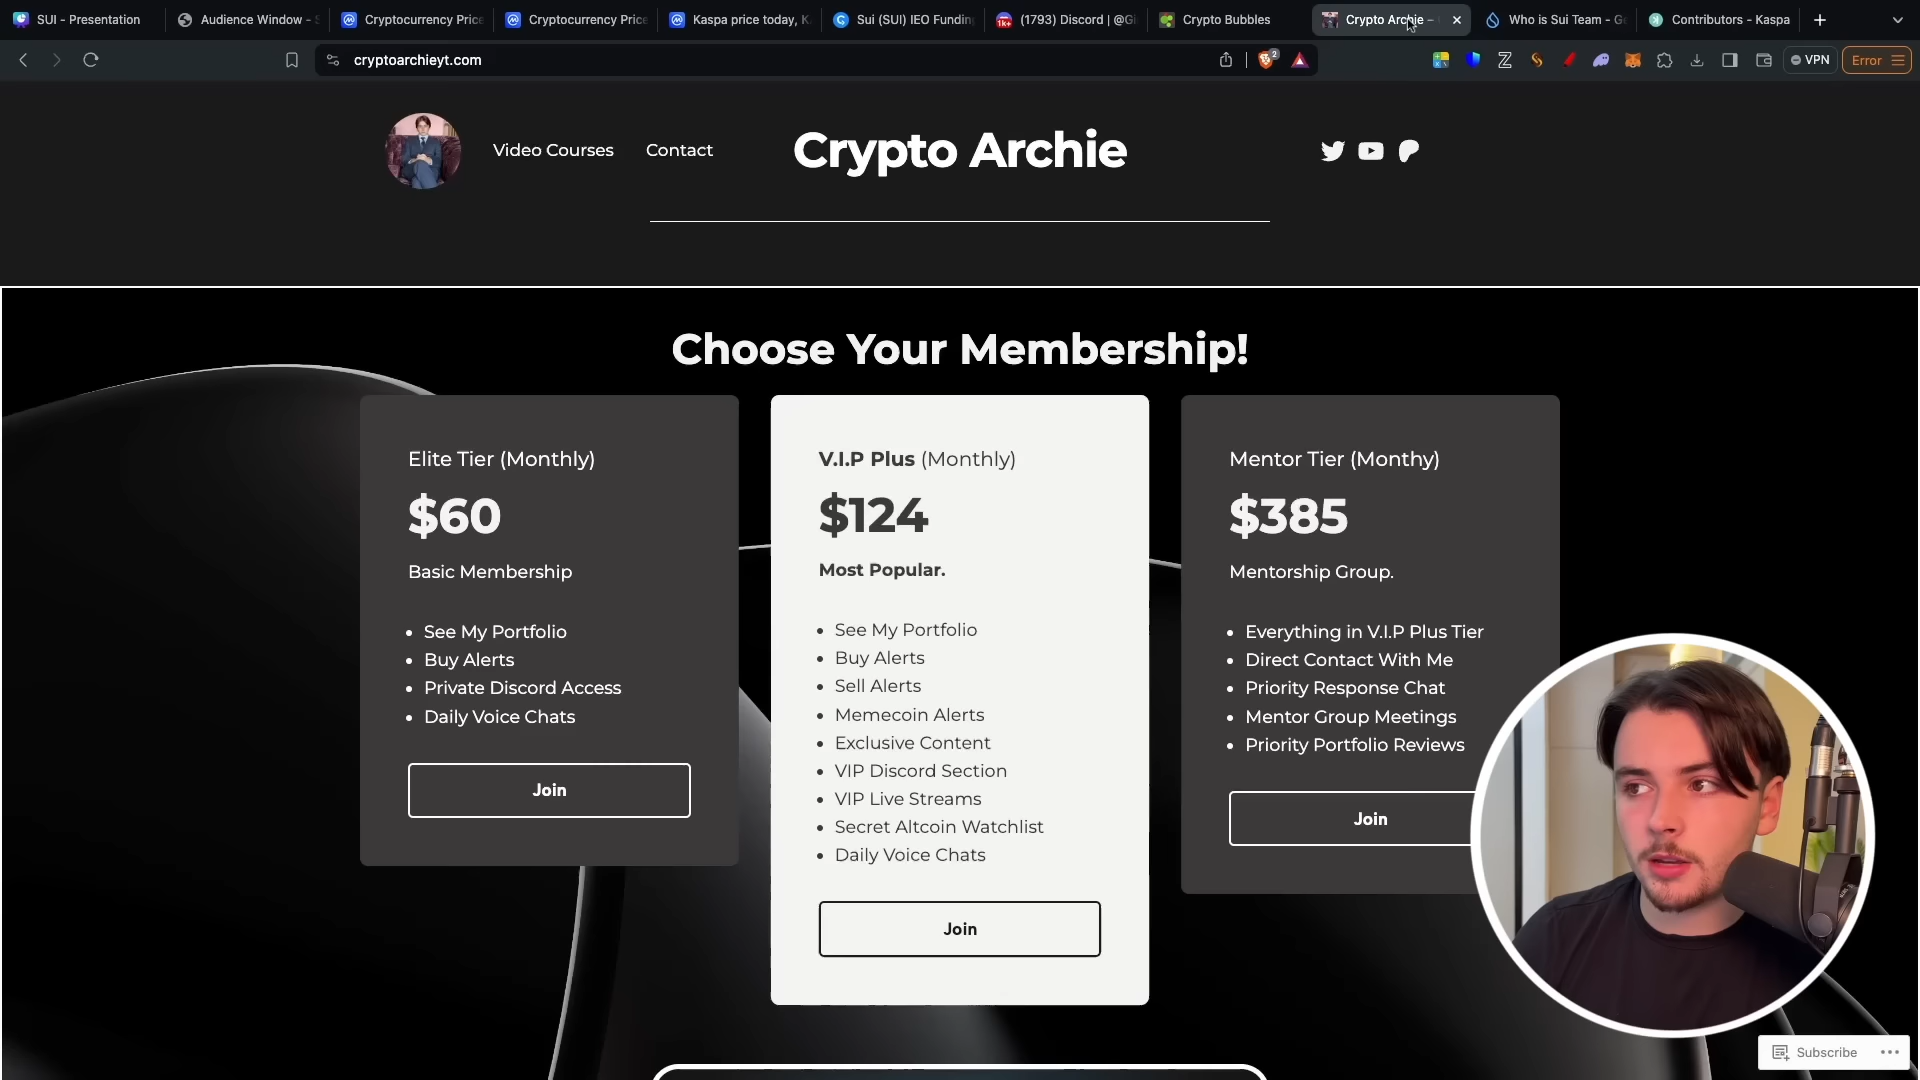 SUI - Presentation
Audience Window - S
Cryptocurrency Price
Cryptocurrency Price
Kaspa price today, K
Sui (SUI) IEO Fundin
1k+
(1793) Discord | @Gi
Crypto Bubbles
Crypto Archie –
Who is Sui Team - Ge
Contributors - Kaspa
cryptoarchieyt.com
2
VPN
Error
Video Courses
Contact
Crypto Archie
Choose Your Membership!
Elite Tier (Monthly)
$60
Basic Membership
See My Portfolio
Buy Alerts
Private Discord Access
Daily Voice Chats
Join
V.I.P Plus (Monthly)
$124
Most Popular.
See My Portfolio
Buy Alerts
Sell Alerts
Memecoin Alerts
Exclusive Content
VIP Discord Section
VIP Live Streams
Secret Altcoin Watchlist
Daily Voice Chats
Join
Mentor Tier (Monthy)
$385
Mentorship Group.
Everything in V.I.P Plus Tier
Direct Contact With Me
Priority Response Chat
Mentor Group Meetings
Priority Portfolio Reviews
Join
Subscribe